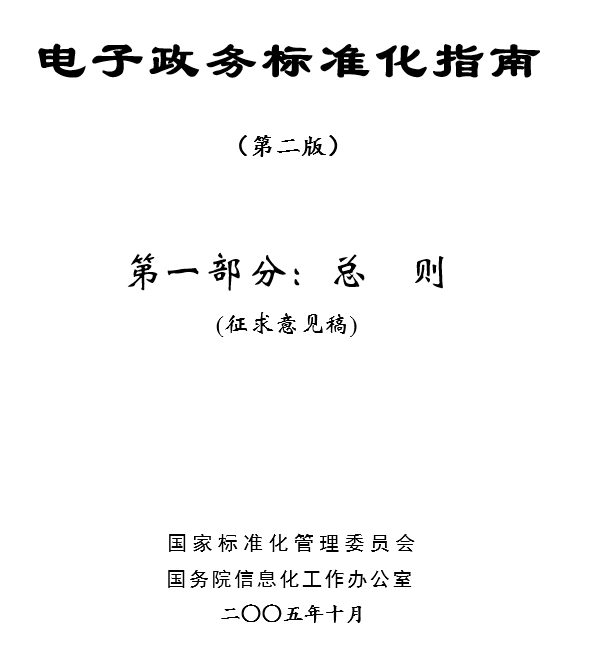 电子政务标准化指南
（第二版）
第一部分：总 则
(征求意见稿)
国家标准化管理委员会
国务院信息化工作办公室
二〇〇五年十月